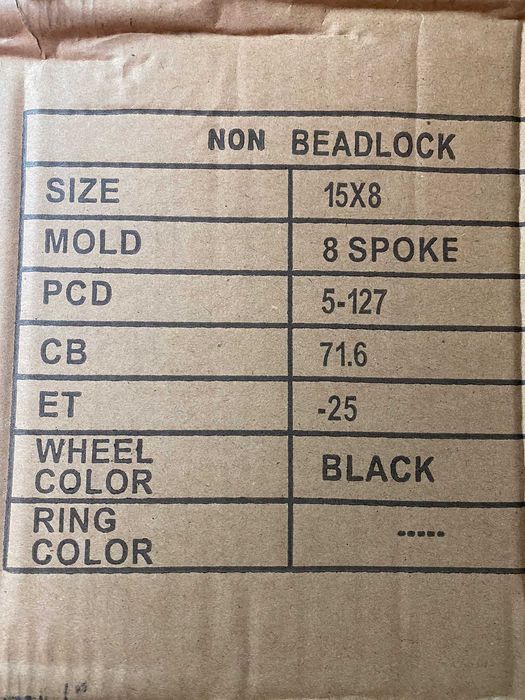 NON BEADLOCK
SIZE 15X8
MOLD 8 SPOKE
PCD 5-127
CB 71.6
ET -25
WHEEL COLOR BLACK
RING COLOR -----